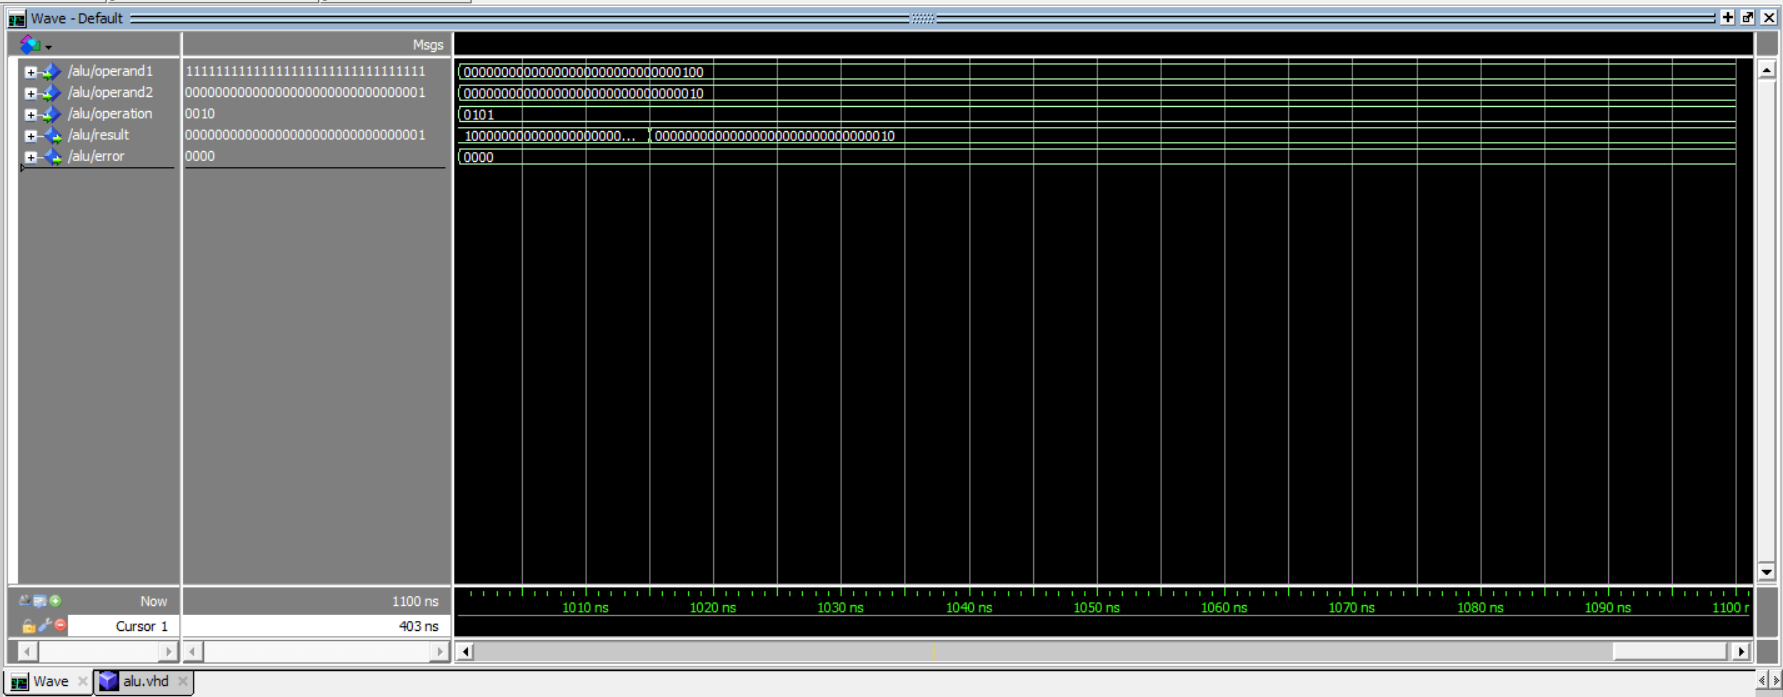 Wave - Default
Msgs
/alu/operand1 11111111111111111111111111111111 00000000000000000000000000000100
/alu/operand2 00000000000000000000000000000001 00000000000000000000000000000010
/alu/operation 0010 0101
/alu/result 00000000000000000000000000000001 100000000000000000000... 00000000000000000000000000000010
/alu/error 0000 0000
Now 1100 ns 1010 ns 1020 ns 1030 ns 1040 ns 1050 ns 1060 ns 1070 ns 1080 ns 1090 ns 1100 r
Cursor 1 403 ns
Wave alu.vhd